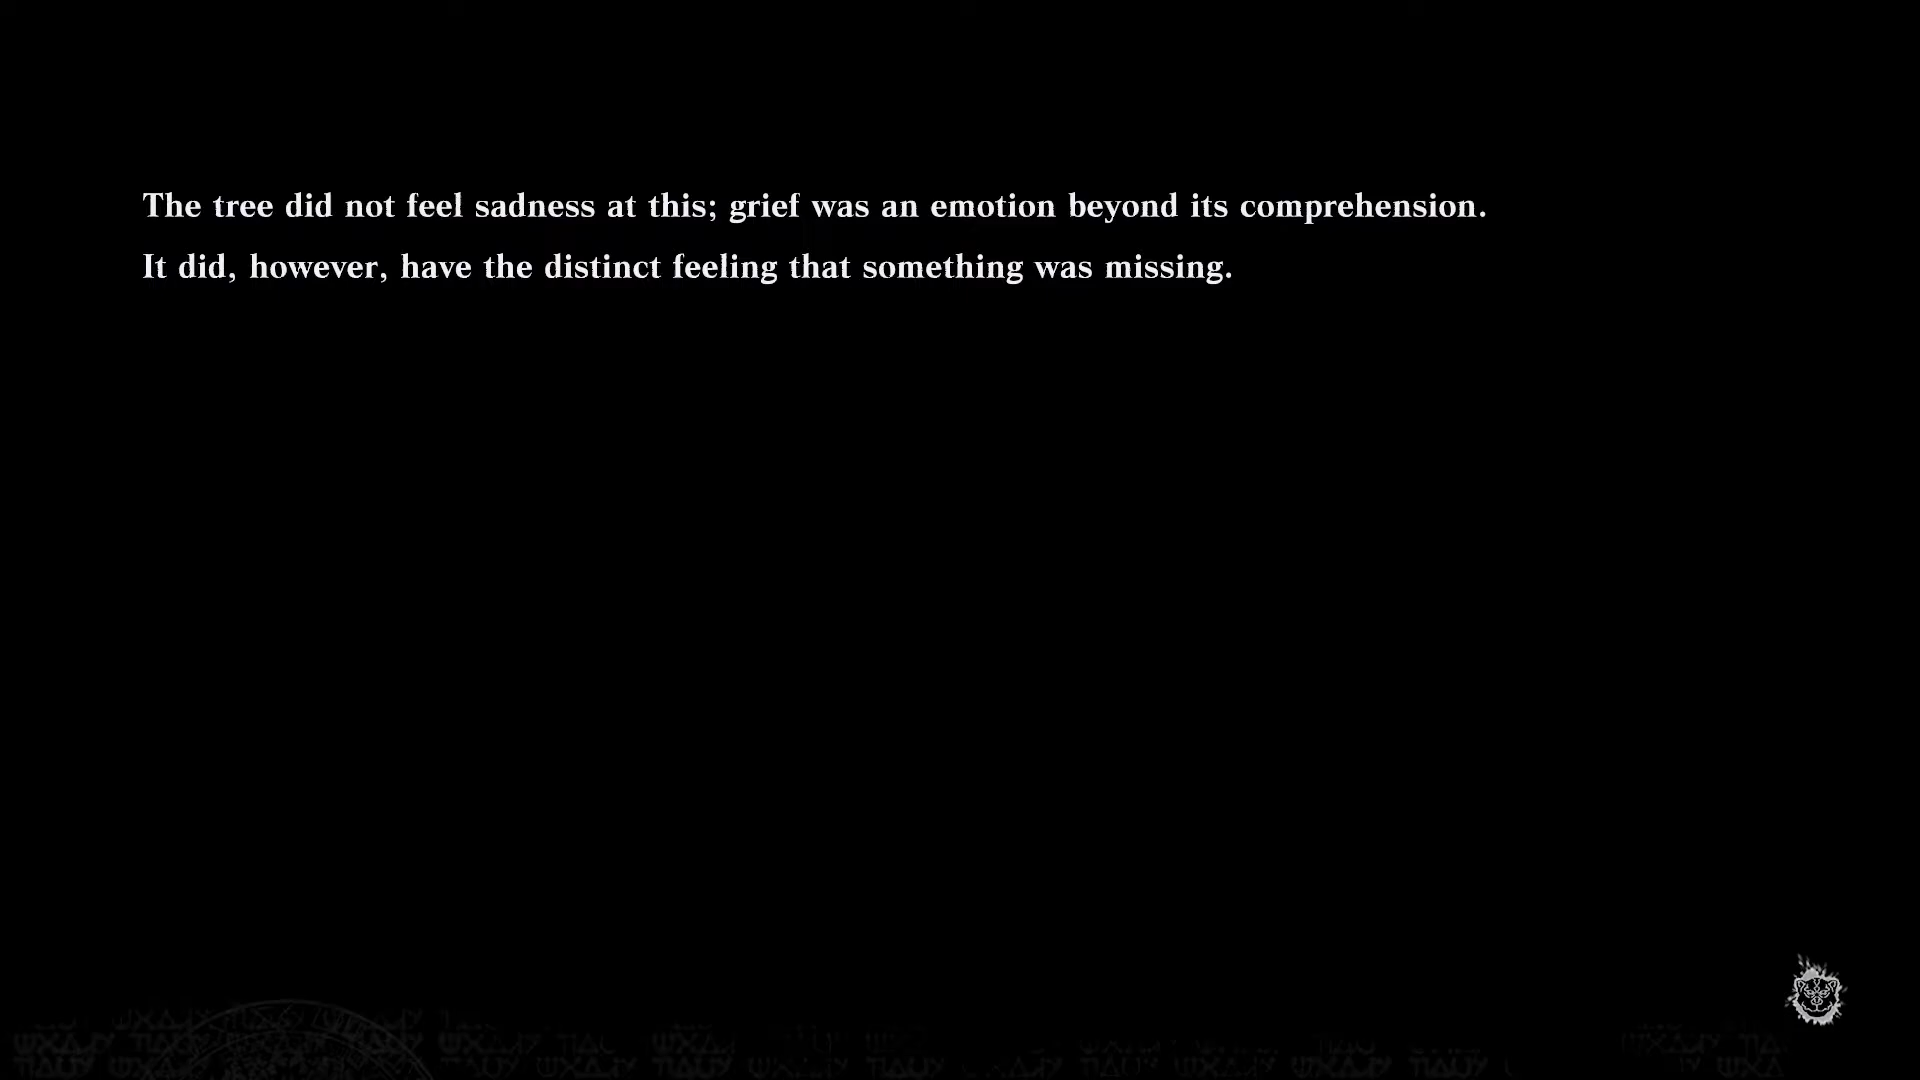 The tree did not feel sadness at this; grief was an emotion beyond its comprehension.
It did, however, have the distinct feeling that something was missing.